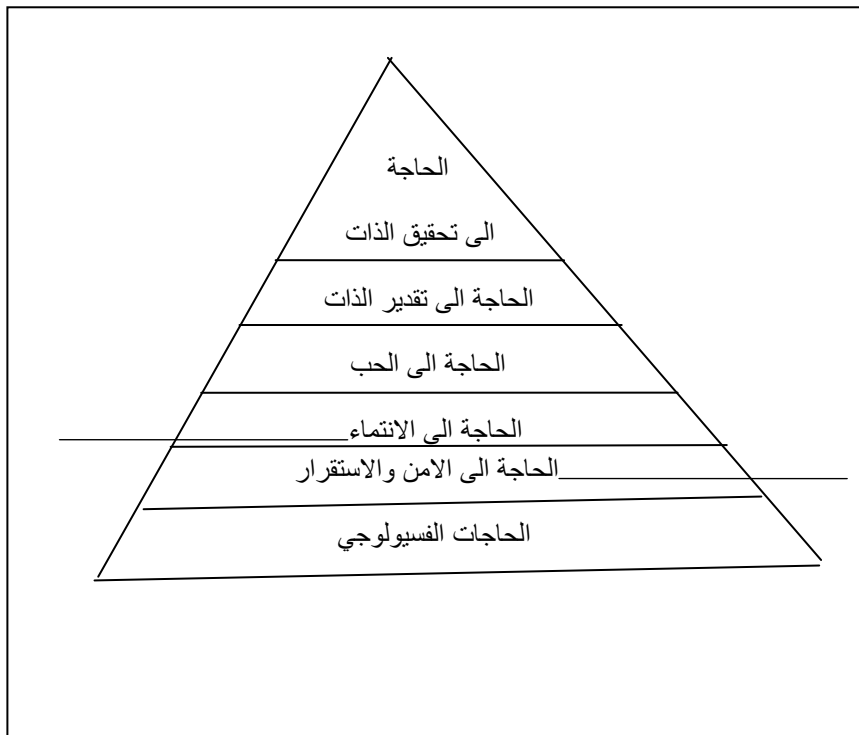 الحاجة
الى تحقيق الذات
الحاجة الى تقدير الذات
الحاجة الى الحب
الحاجة الى الانتماء
الحاجة الى الامن والاستقرار
الحاجات الفسيولوجي